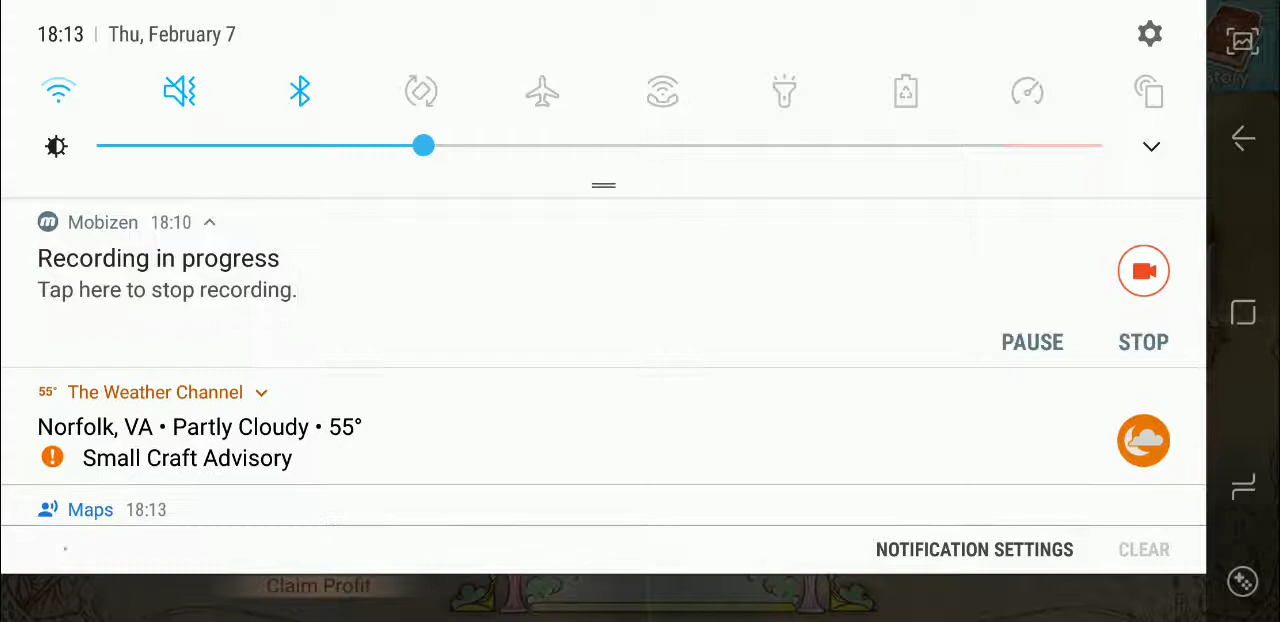 18:13 | Thu, February 7
Mobizen 18:10
Recording in progress
Tap here to stop recording.
PAUSE STOP
55° The Weather Channel
Norfolk, VA • Partly Cloudy • 55°
Small Craft Advisory
Maps 18:13
NOTIFICATION SETTINGS CLEAR
Claim Profit
Story